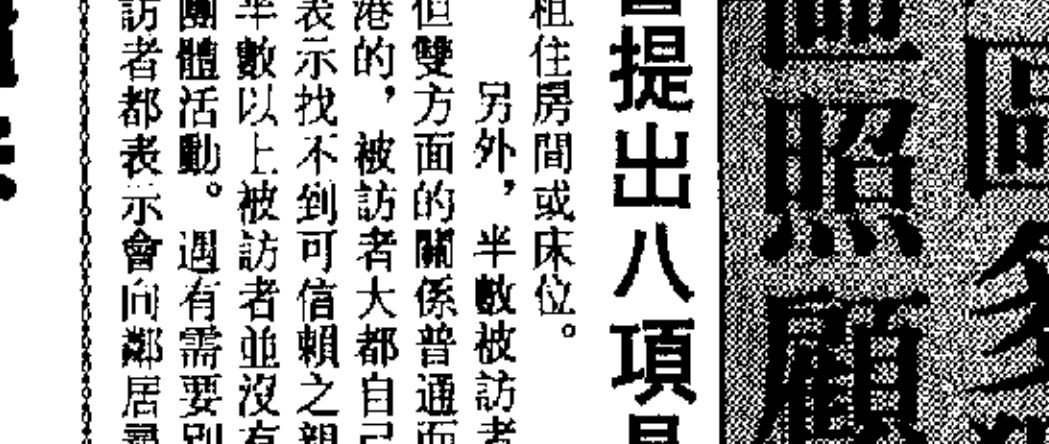 區
區照顧
提出八項
租住房間或床位。
另外，半數被訪者
但雙方面的關係普通而
港的，被訪者大都自己
表示找不到可信賴之親
半數以上被訪者並沒有
團體活動。遇有需要別
訪者都表示會向鄰居尋